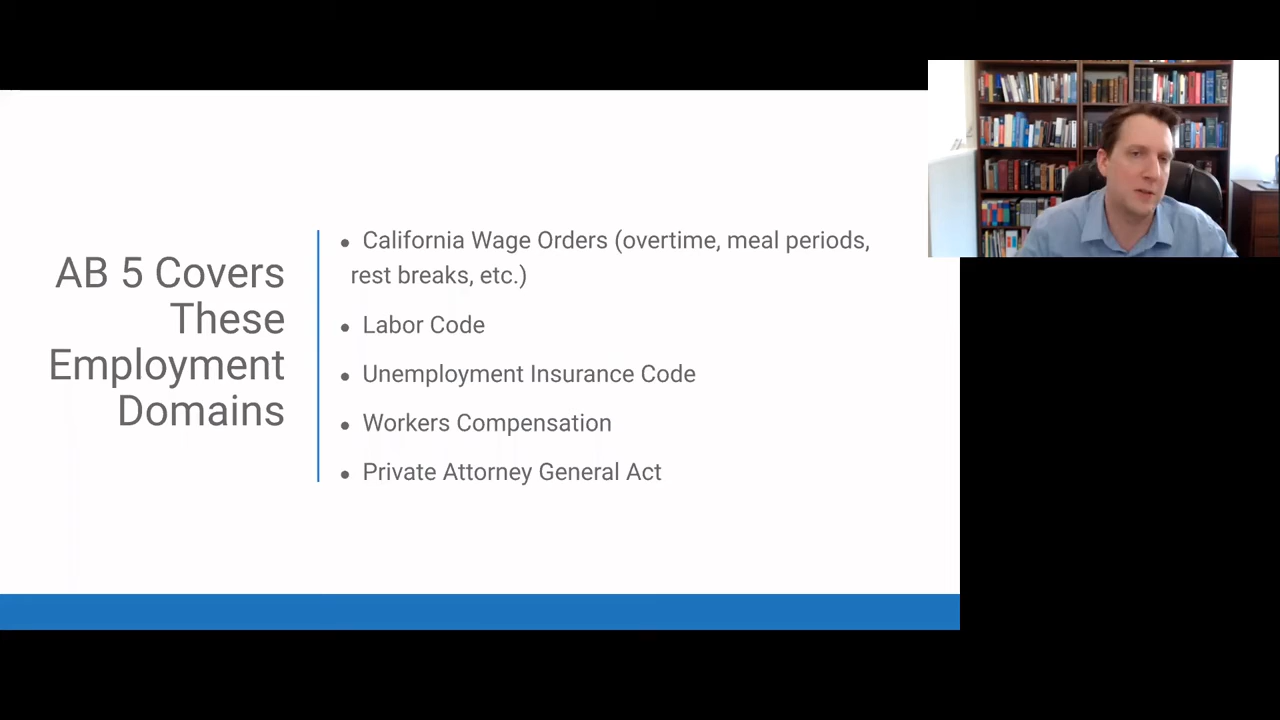 AB 5 Covers
These
Employment
Domains
• California Wage Orders (overtime, meal periods,
rest breaks, etc.)
• Labor Code
• Unemployment Insurance Code
• Workers Compensation
• Private Attorney General Act